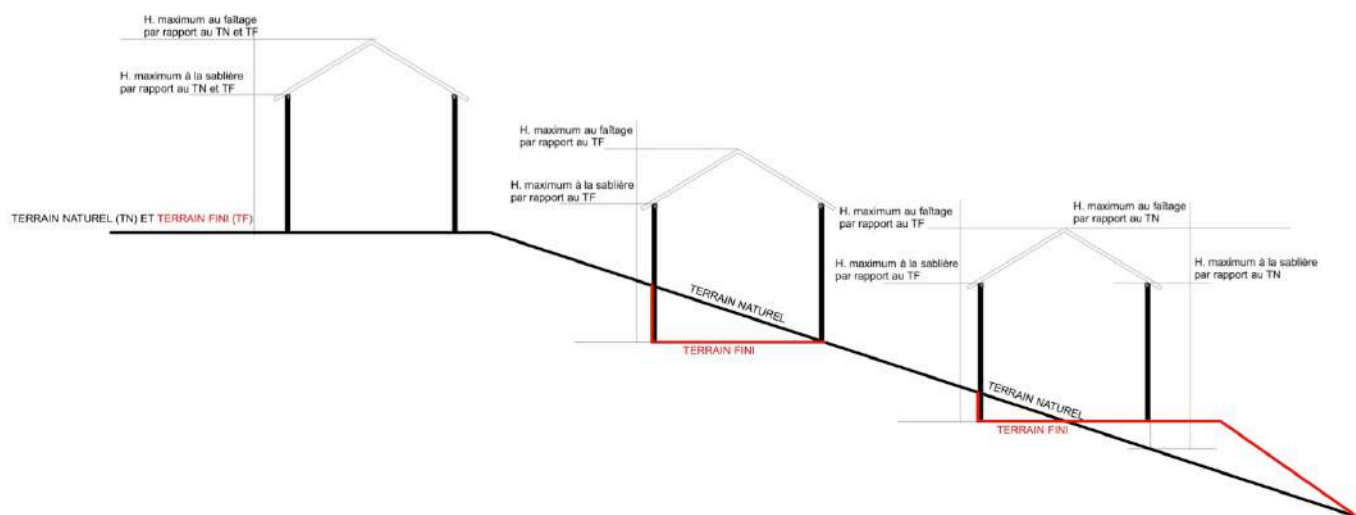 H. maximum au faîtage
par rapport au TN et TF
H. maximum à la sablière
par rapport au TN et TF
TERRAIN NATUREL (TN) ET TERRAIN FINI (TF)
H. maximum au faîtage
par rapport au TF
H. maximum à la sablière
par rapport au TF
TERRAIN NATUREL
TERRAIN FINI
H. maximum au faîtage
par rapport au TF
H. maximum au faîtage
par rapport au TN
H. maximum à la sablière
par rapport au TF
H. maximum à la sablière
par rapport au TN
TERRAIN NATUREL
TERRAIN FINI